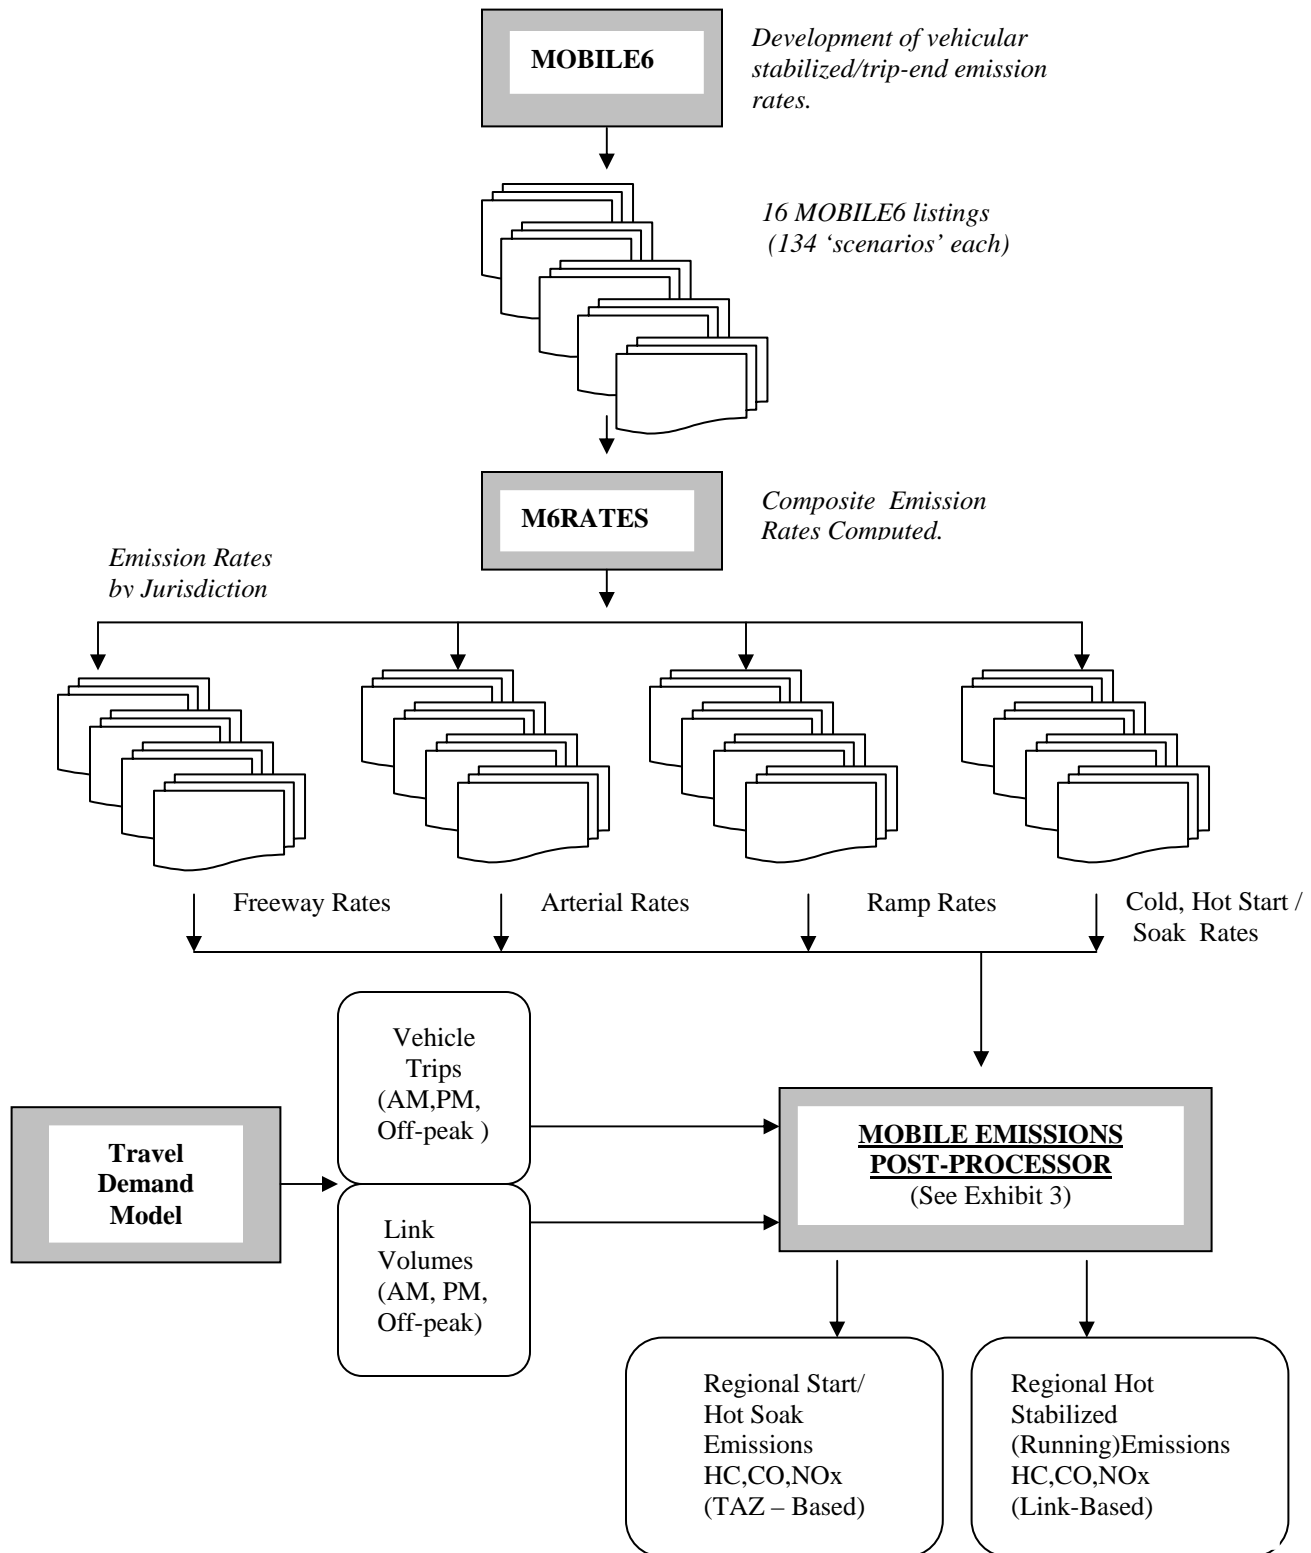 MOBILE6
Development of vehicular
stabilized/trip-end emission
rates.
16 MOBILE6 listings
(134 ‘scenarios’ each)
M6RATES
Composite Emission
Rates Computed.
Emission Rates
by Jurisdiction
Freeway Rates
Arterial Rates
Ramp Rates
Cold, Hot Start /
Soak Rates
Vehicle
Trips
(AM,PM,
Off-peak )
Travel
Demand
Model
Link
Volumes
(AM, PM,
Off-peak)
MOBILE EMISSIONS
POST-PROCESSOR
(See Exhibit 3)
Regional Start/
Hot Soak
Emissions
HC,CO,NOx
(TAZ – Based)
Regional Hot
Stabilized
(Running)Emissions
HC,CO,NOx
(Link-Based)